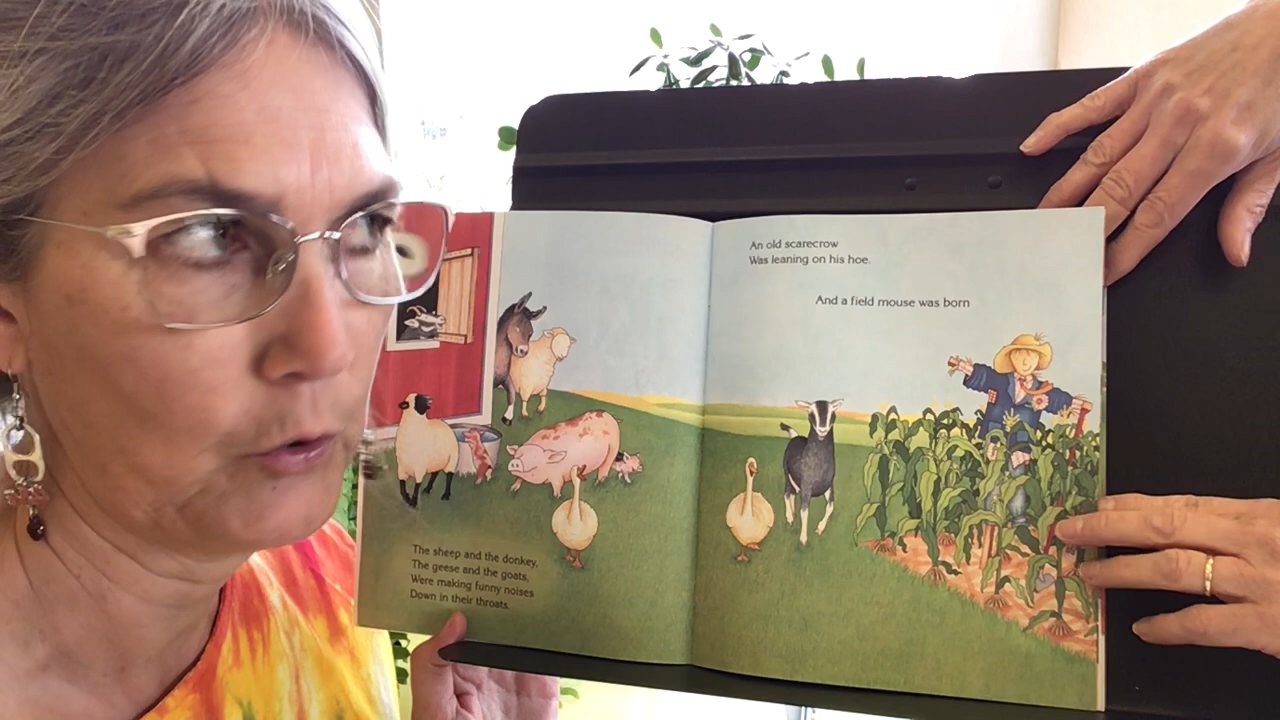 The sheep and the donkey,
The geese and the goats,
Were making funny noises
Down in their throats.
An old scarecrow
Was leaning on his hoe.
And a field mouse was born